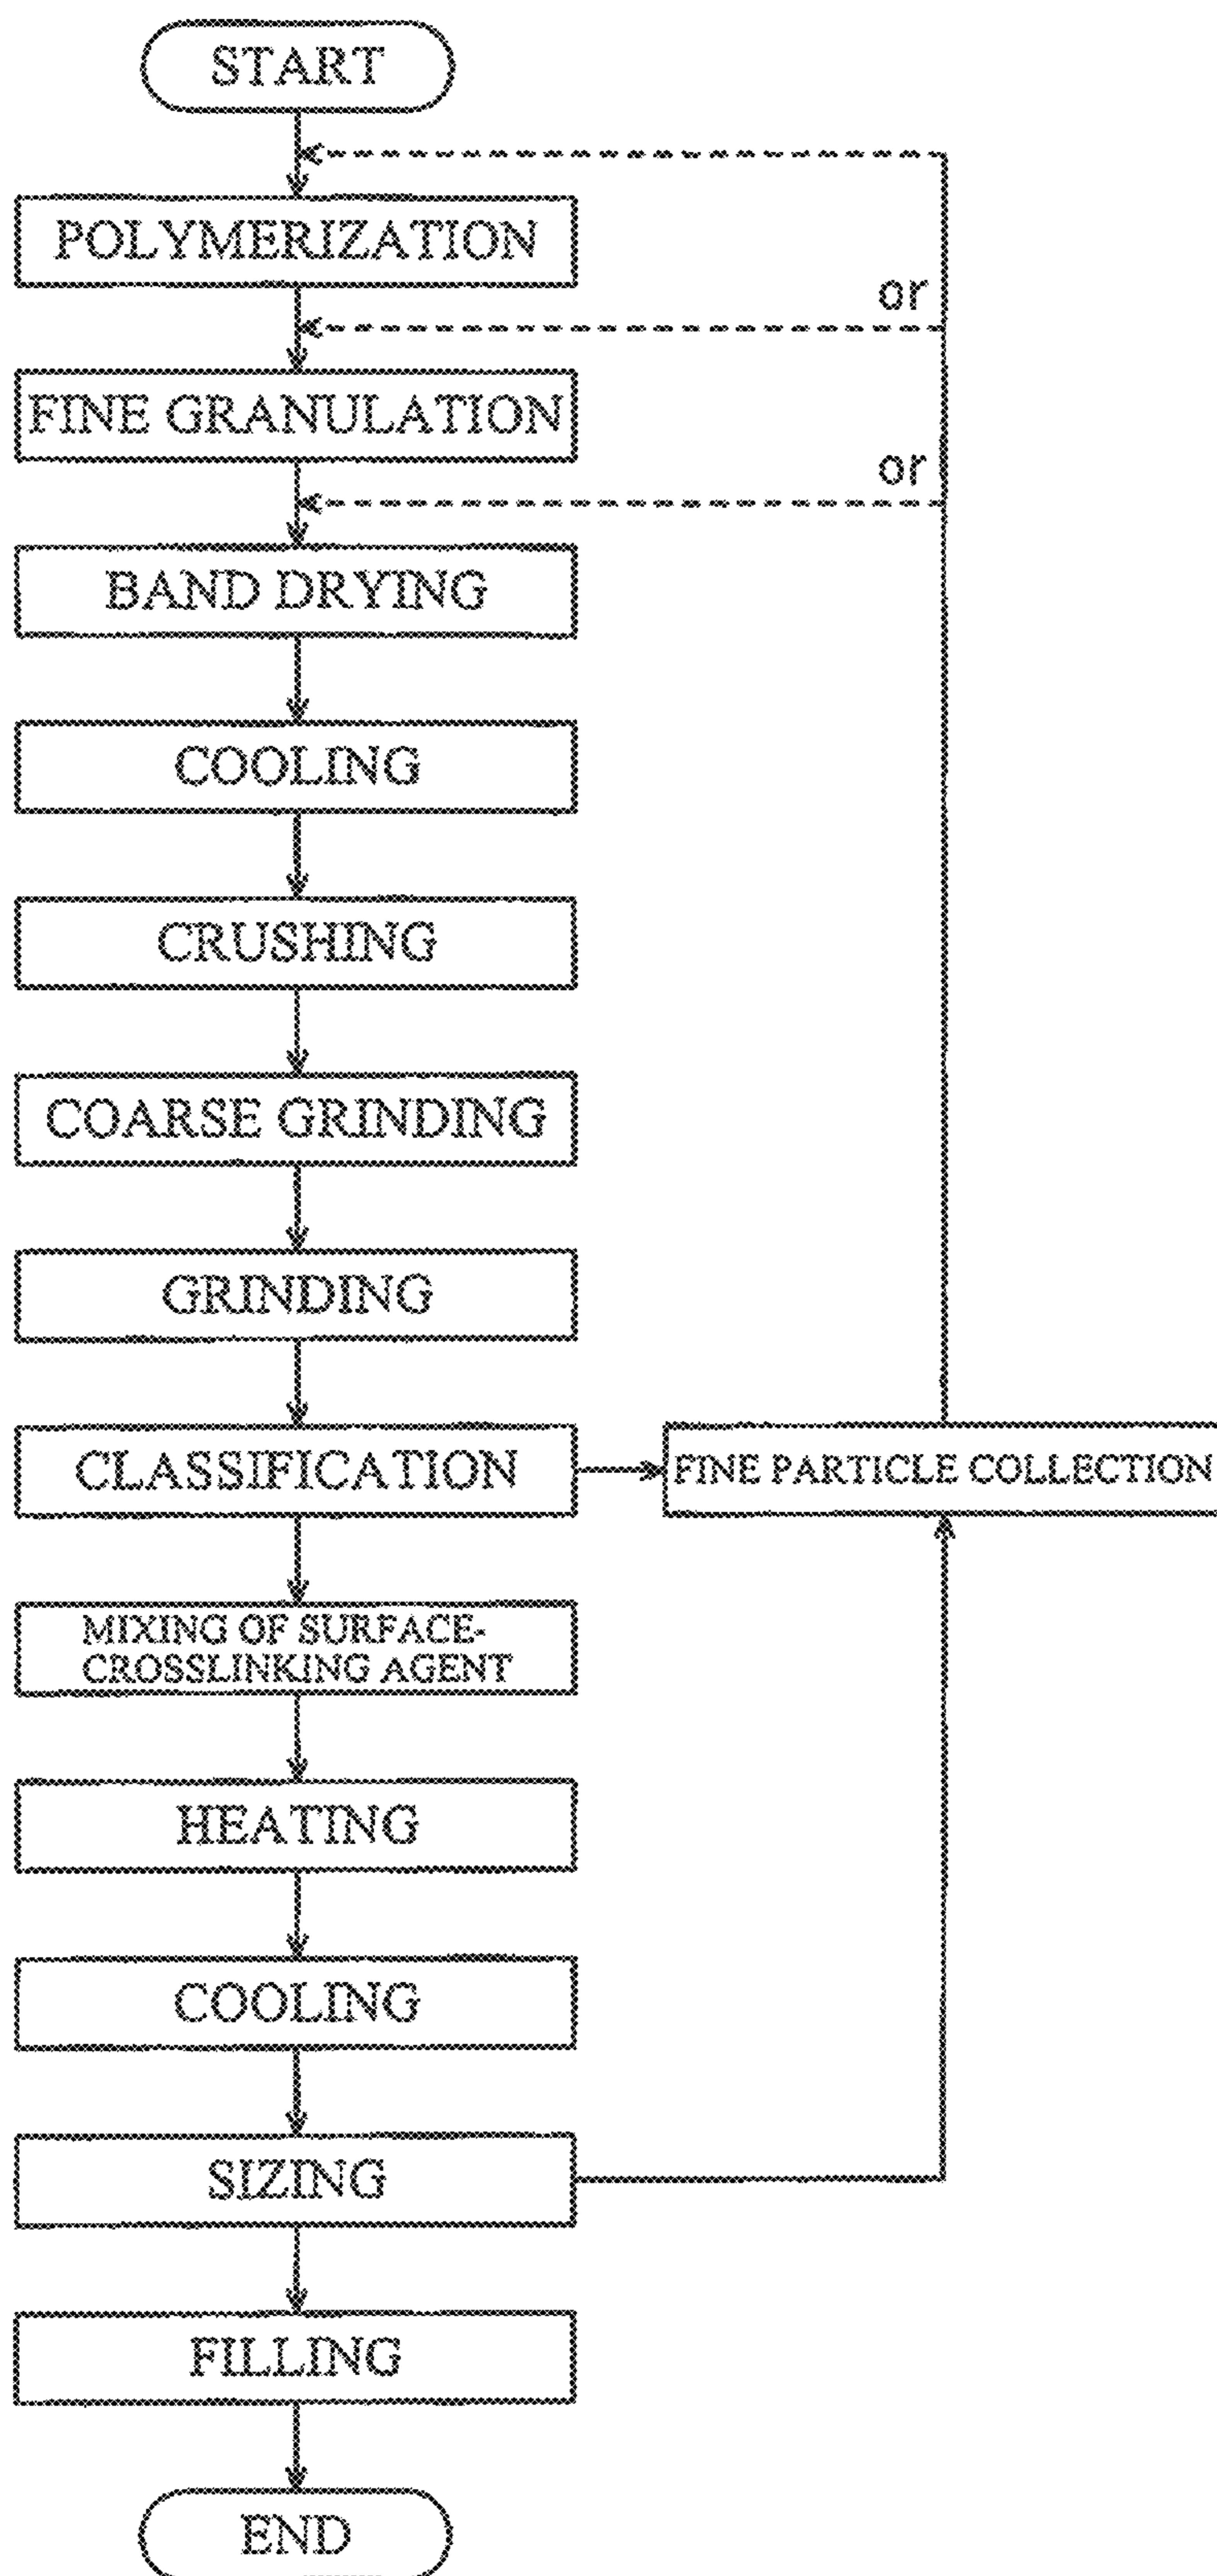 START
POLYMERIZATION
or
FINE GRANULATION
or
BAND DRYING
COOLING
CRUSHING
COARSE GRINDING
GRINDING
CLASSIFICATION
FINE PARTICLE COLLECTION
MIXING OF SURFACE-
CROSSLINKING AGENT
HEATING
COOLING
SIZING
FILLING
END